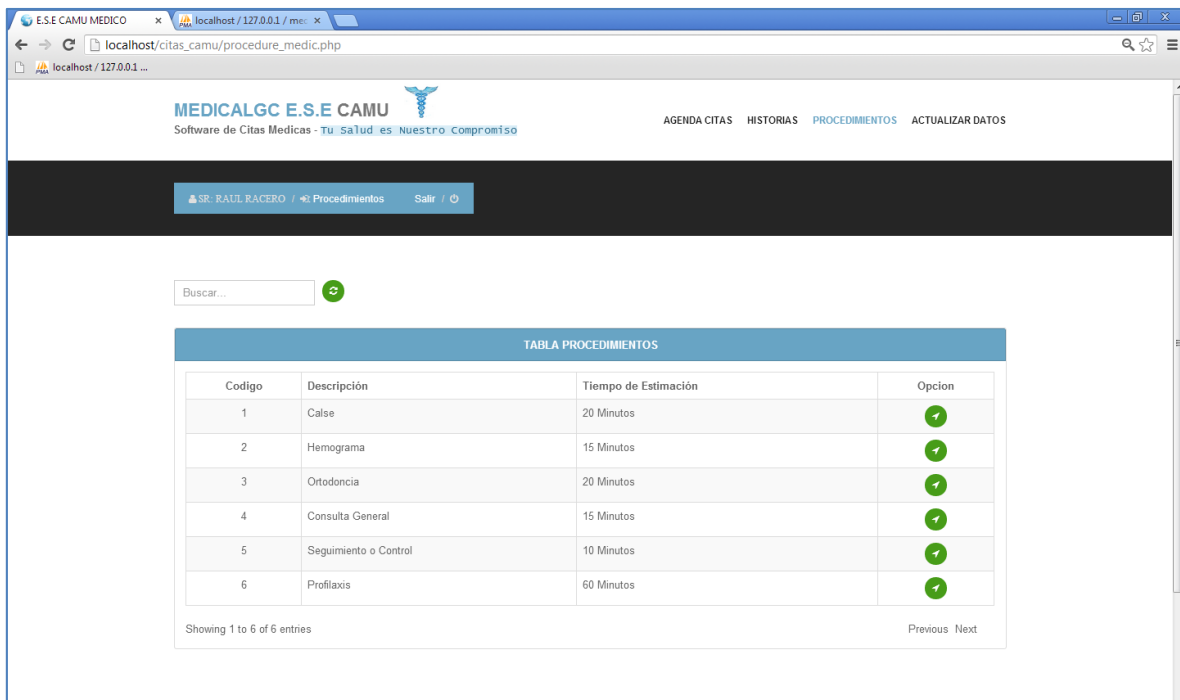 E.S.E CAMU MEDICO
localhost / 127.0.0.1 / mec
localhost/citas_camu/procedure_medic.php
localhost / 127.0.0.1 ...
MEDICALGC E.S.E CAMU
Software de Citas Medicas - Tu Salud es Nuestro Compromiso
AGENDA CITAS HISTORIAS PROCEDIMIENTOS ACTUALIZAR DATOS
SR: RAUL RACERO / Procedimientos Salir /
Buscar...
TABLA PROCEDIMIENTOS
Codigo Descripción Tiempo de Estimación Opcion
1 Calse 20 Minutos
2 Hemograma 15 Minutos
3 Ortodoncia 20 Minutos
4 Consulta General 15 Minutos
5 Seguimiento o Control 10 Minutos
6 Profilaxis 60 Minutos
Showing 1 to 6 of 6 entries
Previous Next